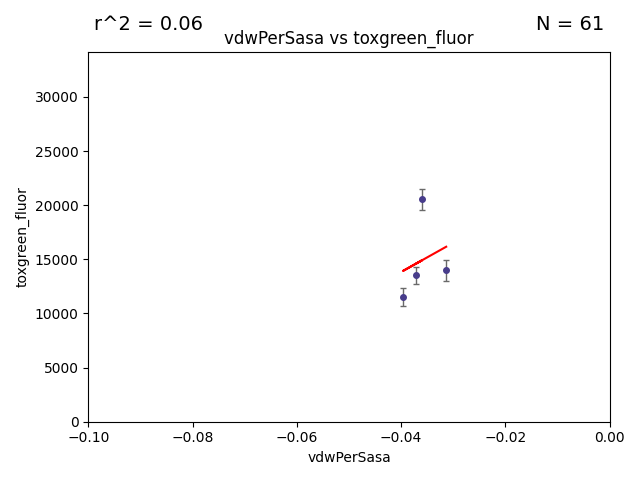 r^2 = 0.06
N = 61
vdwPerSasa vs toxgreen_fluor
30000
25000
20000
15000
10000
5000
0
toxgreen_fluor
−0.10
−0.08
−0.06
−0.04
−0.02
0.00
vdwPerSasa